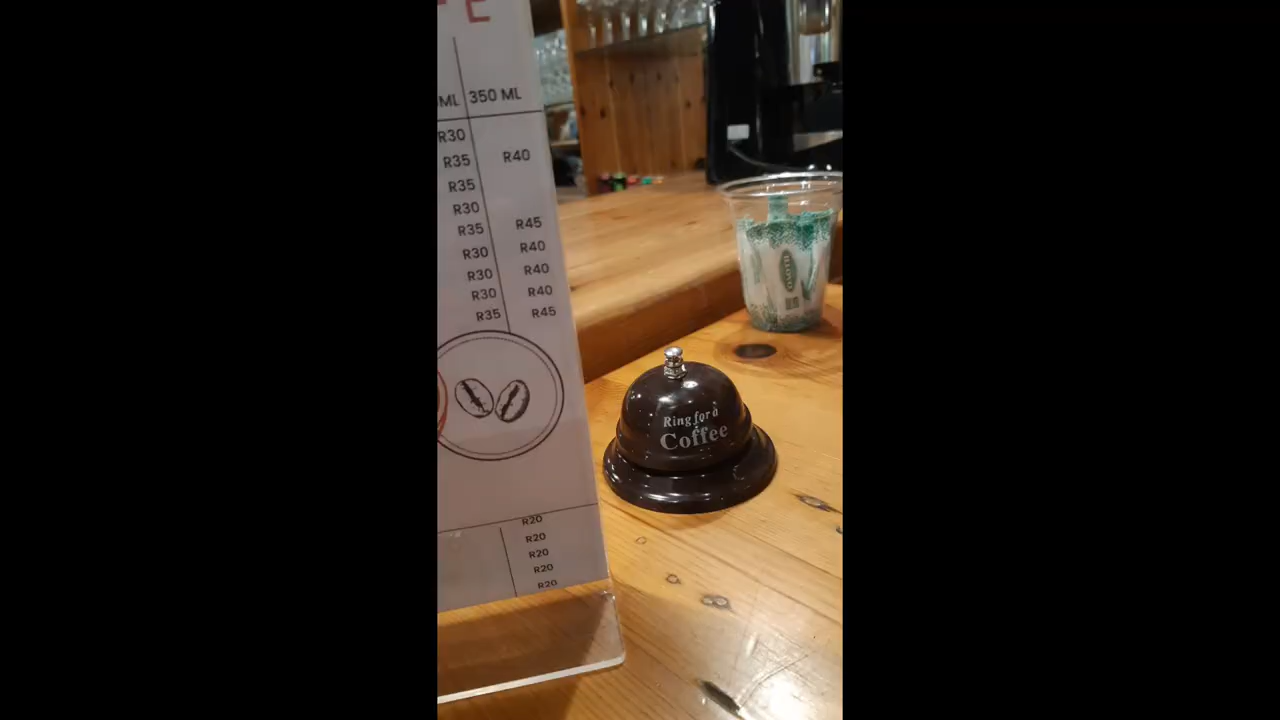 ML 350 ML
R30
R35 R40
R35
R30
R35 R45
R30 R40
R30 R40
R30 R40
R35 R45
Ring for a
Coffee
R20
R20
R20
R20
R20